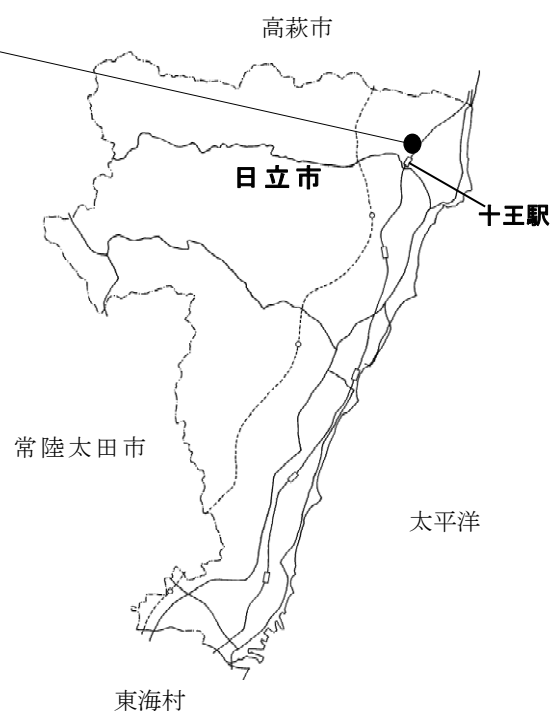 高萩市
日立市
十王駅
常陸太田市
太平洋
東海村